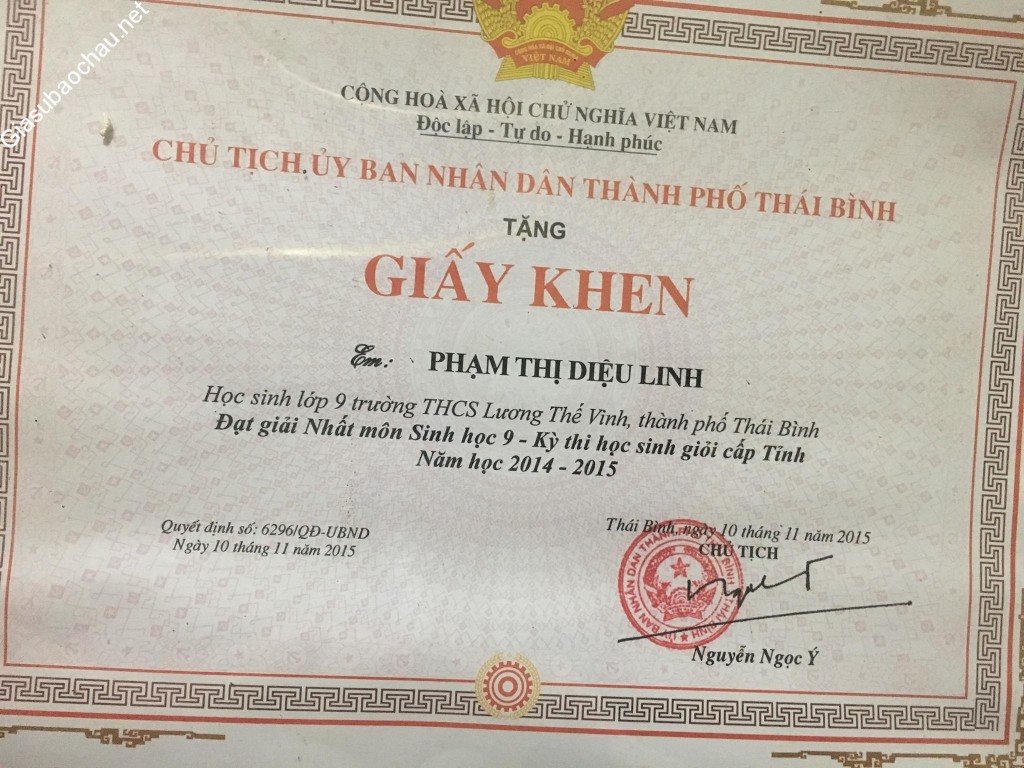 Giasubaochau.net
VIỆT NAM
CỘNG HOÀ XÃ HỘI CHỦ NGHĨA VIỆT NAM
Độc lập - Tự do - Hạnh phúc
CHỦ TỊCH ỦY BAN NHÂN DÂN THÀNH PHỐ THÁI BÌNH
TẶNG
GIẤY KHEN
Em: PHẠM THỊ DIỆU LINH
Học sinh lớp 9 trường THCS Lương Thế Vinh, thành phố Thái Bình
Đạt giải Nhất môn Sinh học 9 - Kỳ thi học sinh giỏi cấp Tỉnh
Năm học 2014 - 2015
Quyết định số: 6296/QĐ-UBND
Ngày 10 tháng 11 năm 2015
Thái Bình, ngày 10 tháng 11 năm 2015
CHỦ TỊCH
Nguyễn Ngọc Ý